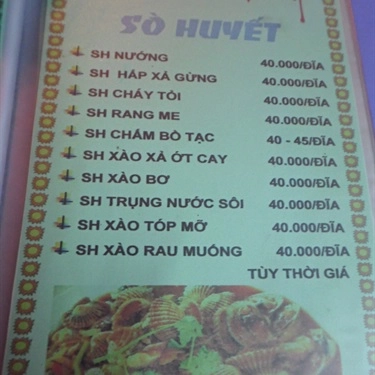 SÒ HUYẾT
SH NƯỚNG 40.000/ĐĨA
SH HẤP XẢ GỪNG 40.000/ĐĨA
SH CHÁY TỎI 40.000/ĐĨA
SH RANG ME 40.000/ĐĨA
SH CHẤM BÒ TẠC 40 - 45/ĐĨA
SH XÀO XẢ ỚT CAY 40.000/ĐĨA
SH XÀO BƠ 40.000/ĐĨA
SH TRỤNG NƯỚC SÔI 40.000/ĐĨA
SH XÀO TÓP MỠ 40.000/ĐĨA
SH XÀO RAU MUỐNG 40.000/ĐĨA
TÙY THỜI GIÁ